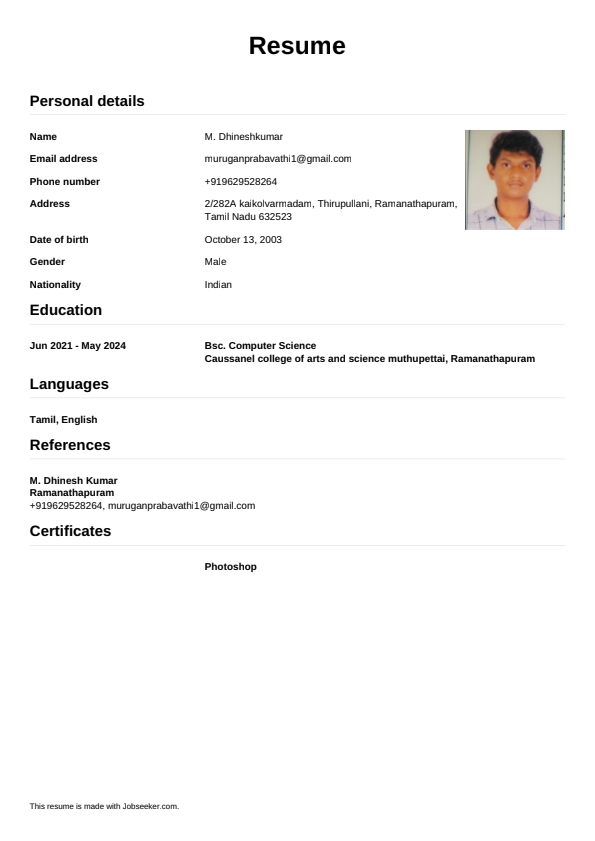 Resume
Personal details
Name M. Dhineshkumar
Email address muruganprabavathi1@gmail.com
Phone number +919629528264
Address 2/282A kaikolvarmadam, Thirupullani, Ramanathapuram,
Tamil Nadu 632523
Date of birth October 13, 2003
Gender Male
Nationality Indian
Education
Jun 2021 - May 2024 Bsc. Computer Science
Caussanel college of arts and science muthupettai, Ramanathapuram
Languages
Tamil, English
References
M. Dhinesh Kumar
Ramanathapuram
+919629528264, muruganprabavathi1@gmail.com
Certificates
Photoshop
This resume is made with Jobseeker.com.